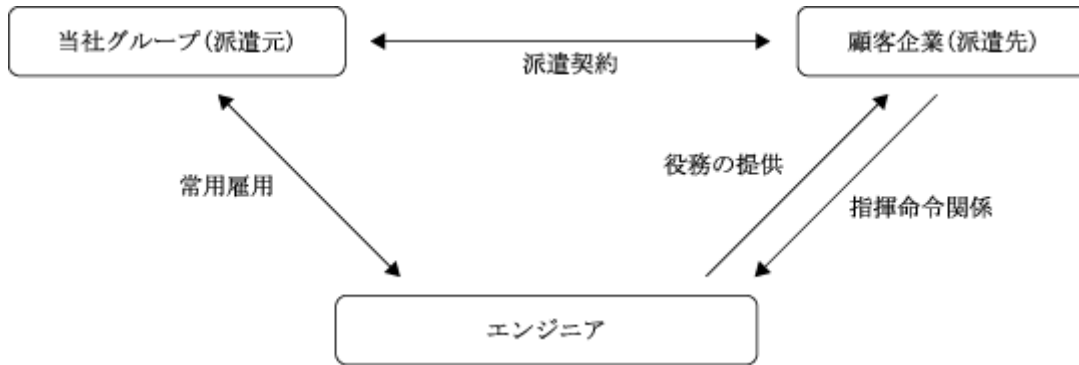 当社グループ(派遣元)
顧客企業(派遣先)
派遣契約
常用雇用
役務の提供
指揮命令関係
エンジニア